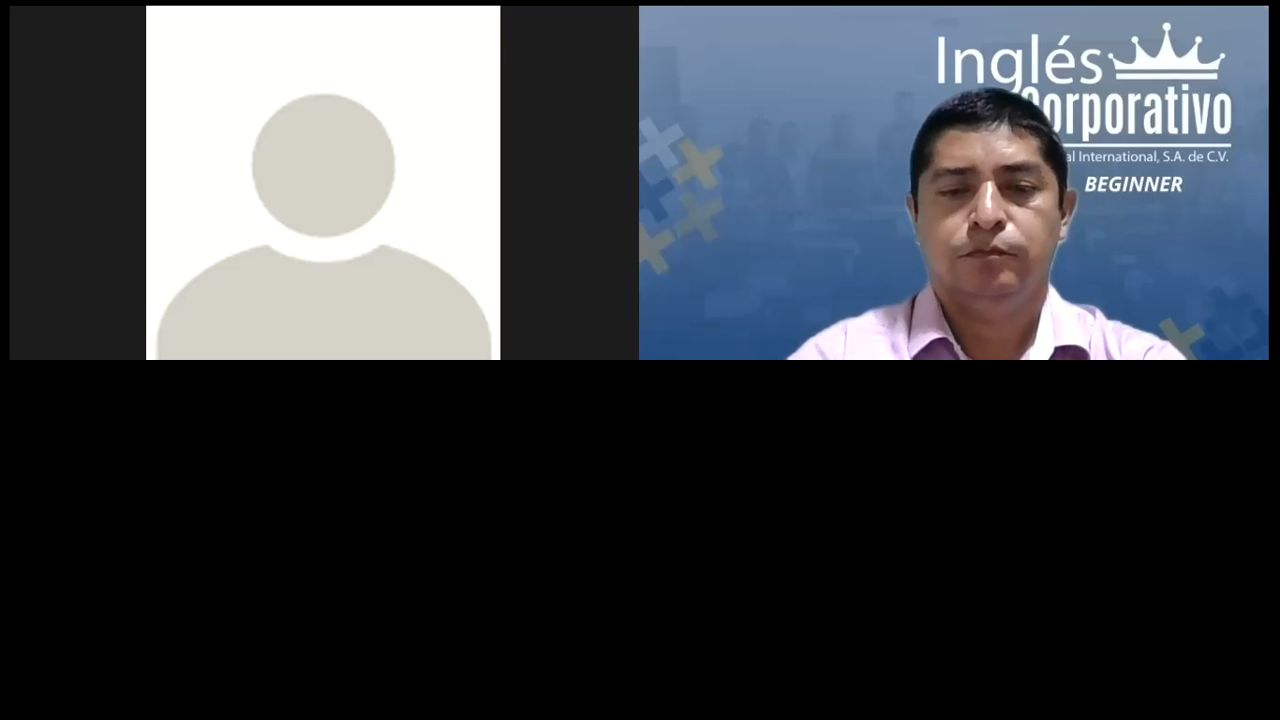 Inglés
Corporativo
al International, S.A. de C.V.
BEGINNER